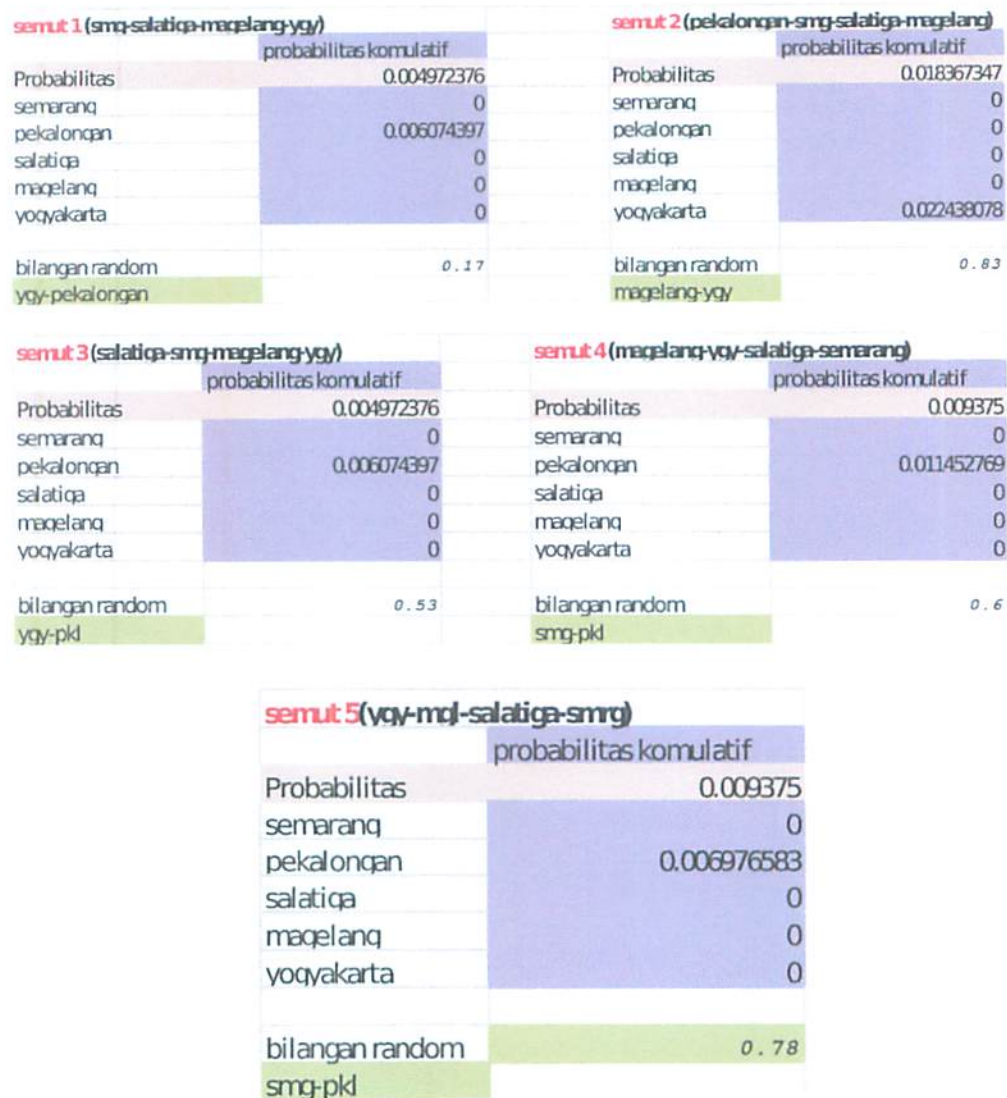 semut 1 (smg-salatiga-magelang-ygy)
probabilitas komulatif
Probabilitas 0.004972376
semarang 0
pekalongan 0.006074397
salatiga 0
magelang 0
yogyakarta 0
bilangan random 0.17
ygy-pekalongan
semut 2 (pekalongan-smg-salatiga-magelang)
probabilitas komulatif
Probabilitas 0.018367347
semarang 0
pekalongan 0
salatiga 0
magelang 0
yogyakarta 0.022438078
bilangan random 0.83
magelang-ygy
semut 3 (salatiga-smg-magelang-ygy)
probabilitas komulatif
Probabilitas 0.004972376
semarang 0
pekalongan 0.006074397
salatiga 0
magelang 0
yogyakarta 0
bilangan random 0.53
ygy-pkl
semut 4 (magelang-ygy-salatiga-semarang)
probabilitas komulatif
Probabilitas 0.009375
semarang 0
pekalongan 0.011452769
salatiga 0
magelang 0
yogyakarta 0
bilangan random 0.6
smg-pkl
semut 5(ygy-mgl-salatiga-smrg)
probabilitas komulatif
Probabilitas 0.009375
semarang 0
pekalongan 0.006976583
salatiga 0
magelang 0
yogyakarta 0
bilangan random 0.78
smg-pkl